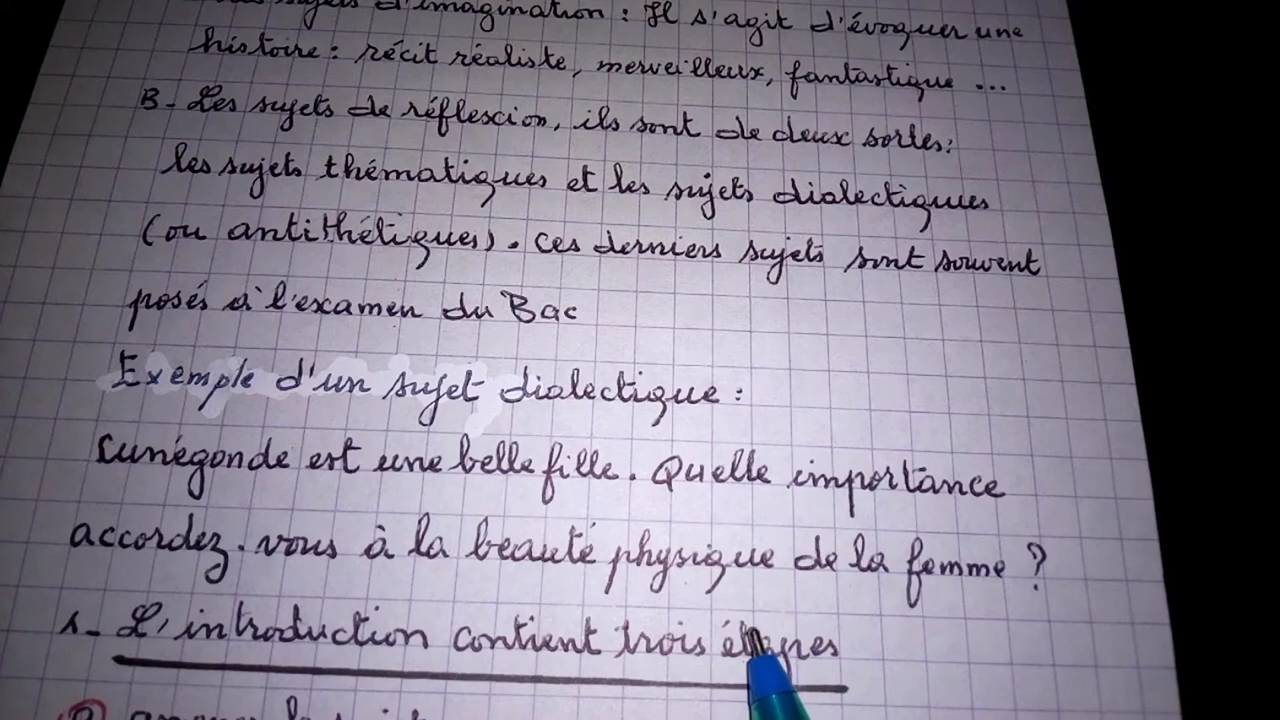 sujets d'imagination : Il s'agit d'évoquer une
histoire : récit réaliste, merveilleux, fantastique ...
B- Les sujets de réflexion, ils sont de deux sortes :
les sujets thématiques et les sujets dialectiques
(ou antithétiques). Ces derniers sujets sont souvent
posés à l'examen du Bac
Exemple d'un sujet dialectique :
Cunégonde est une belle fille. Quelle importance
accordez-vous à la beauté physique de la femme ?
1- L'introduction contient trois étapes